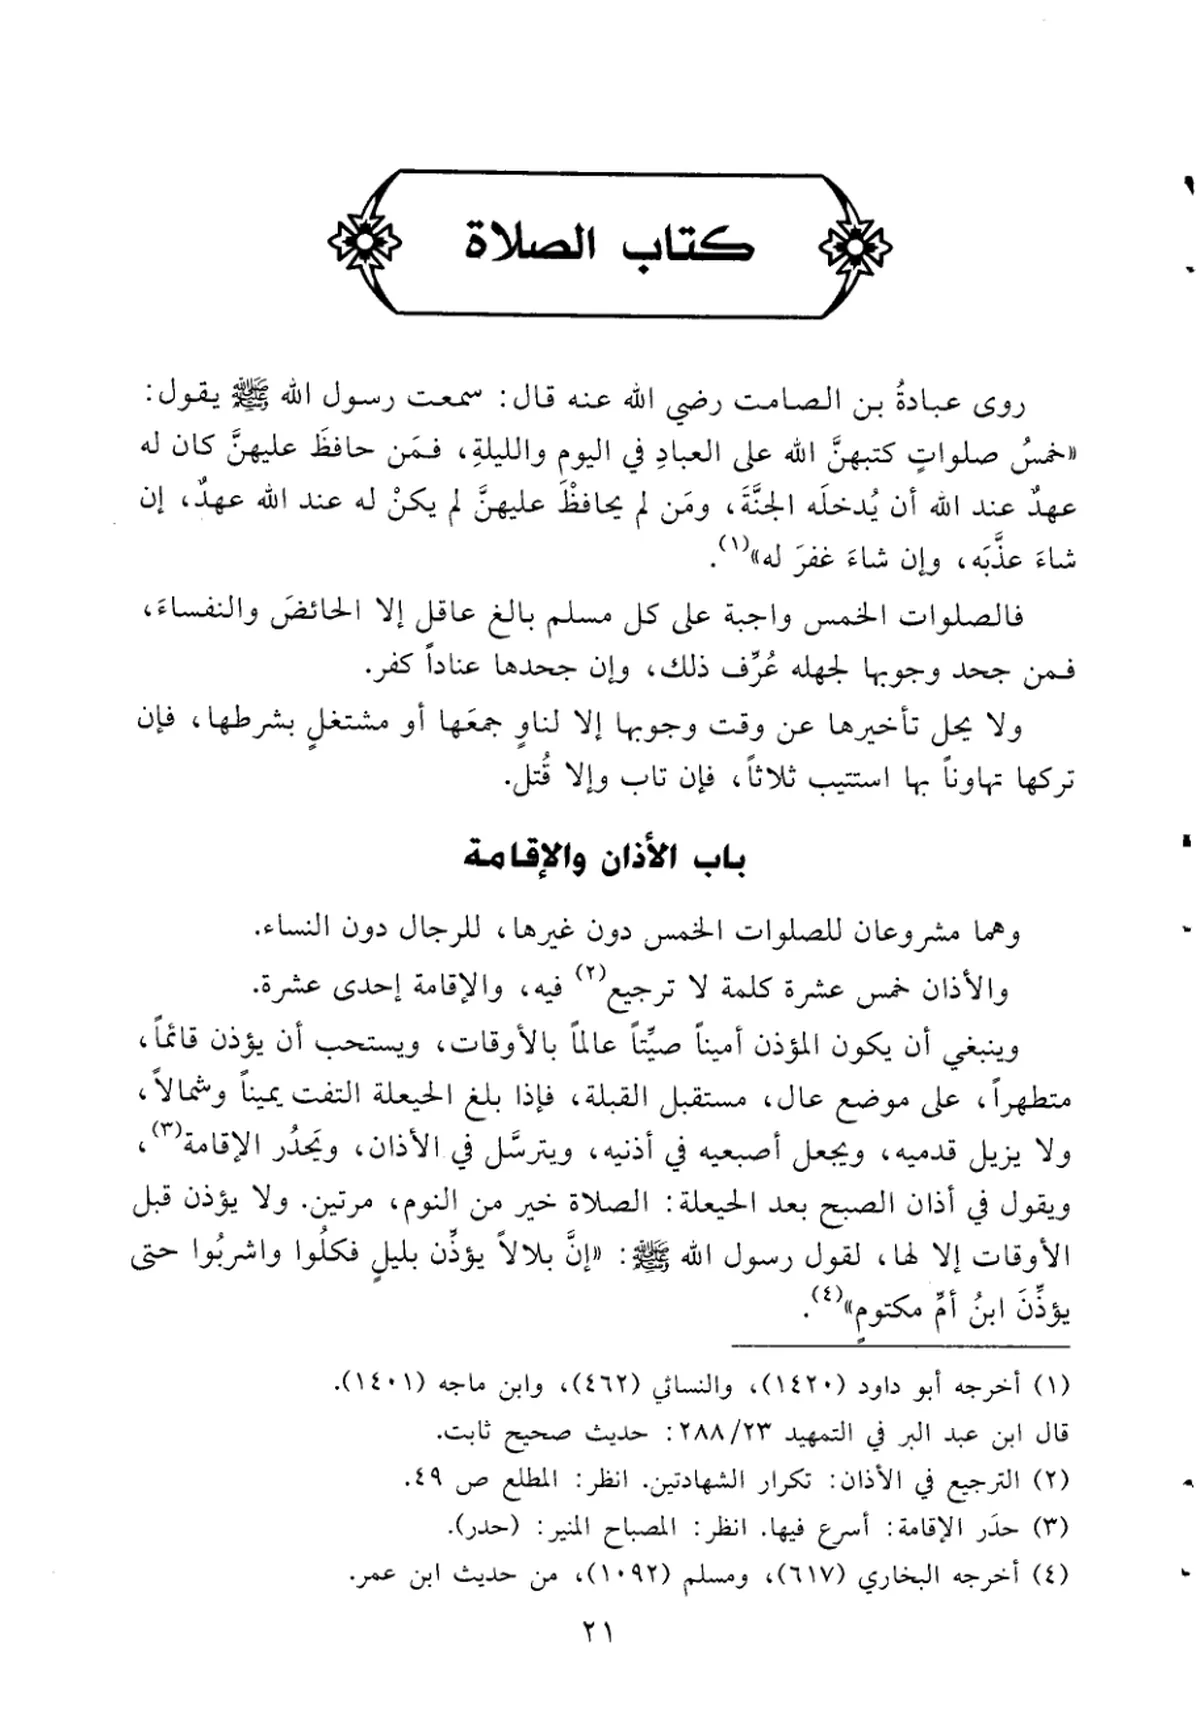 كتاب الصلاة
روى عبادةُ بن الصامت رضي الله عنه قال: سمعت رسول الله ﷺ يقول:
«خمسُ صلواتٍ كتبهنَّ الله على العبادِ في اليومِ والليلةِ، فمَن حافظَ عليهنَّ كان له
عهدٌ عند الله أن يُدخلَه الجنَّةَ، ومَن لم يحافظْ عليهنَّ لم يكنْ له عند الله عهدٌ، إن
شاءَ عذَّبَه، وإن شاءَ غفرَ له»(١).
فالصلوات الخمس واجبة على كل مسلم بالغ عاقل إلا الحائضَ والنفساءَ،
فمن جحد وجوبها لجهله عُرِّف ذلك، وإن جحدها عناداً كفر.
ولا يحل تأخيرها عن وقت وجوبها إلا لناوٍ جمعَها أو مشتغلٍ بشرطها، فإن
تركها تهاوناً بها استتيب ثلاثاً، فإن تاب وإلا قُتل.
باب الأذان والإقامة
وهما مشروعان للصلوات الخمس دون غيرها، للرجال دون النساء.
والأذان خمس عشرة كلمة لا ترجيع(٢) فيه، والإقامة إحدى عشرة.
وينبغي أن يكون المؤذن أميناً صيِّتاً عالماً بالأوقات، ويستحب أن يؤذن قائماً،
متطهراً، على موضع عال، مستقبل القبلة، فإذا بلغ الحيعلة التفت يميناً وشمالاً،
ولا يزيل قدميه، ويجعل أصبعيه في أذنيه، ويترسَّل في الأذان، ويَحدُر الإقامة(٣)،
ويقول في أذان الصبح بعد الحيعلة: الصلاة خير من النوم، مرتين. ولا يؤذن قبل
الأوقات إلا لها، لقول رسول الله ﷺ: «إنَّ بلالاً يؤذِّن بليلٍ فكلُوا واشربُوا حتى
يؤذِّنَ ابنُ أمِّ مكتومٍ»(٤).
(١) أخرجه أبو داود (١٤٢٠)، والنسائي (٤٦٢)، وابن ماجه (١٤٠١).
قال ابن عبد البر في التمهيد ٢٨٨/٢٣: حديث صحيح ثابت.
(٢) الترجيع في الأذان: تكرار الشهادتين. انظر: المطلع ص ٤٩.
(٣) حدَر الإقامة: أسرع فيها. انظر: المصباح المنير: (حدر).
(٤) أخرجه البخاري (٦١٧)، ومسلم (١٠٩٢)، من حديث ابن عمر.
٢١